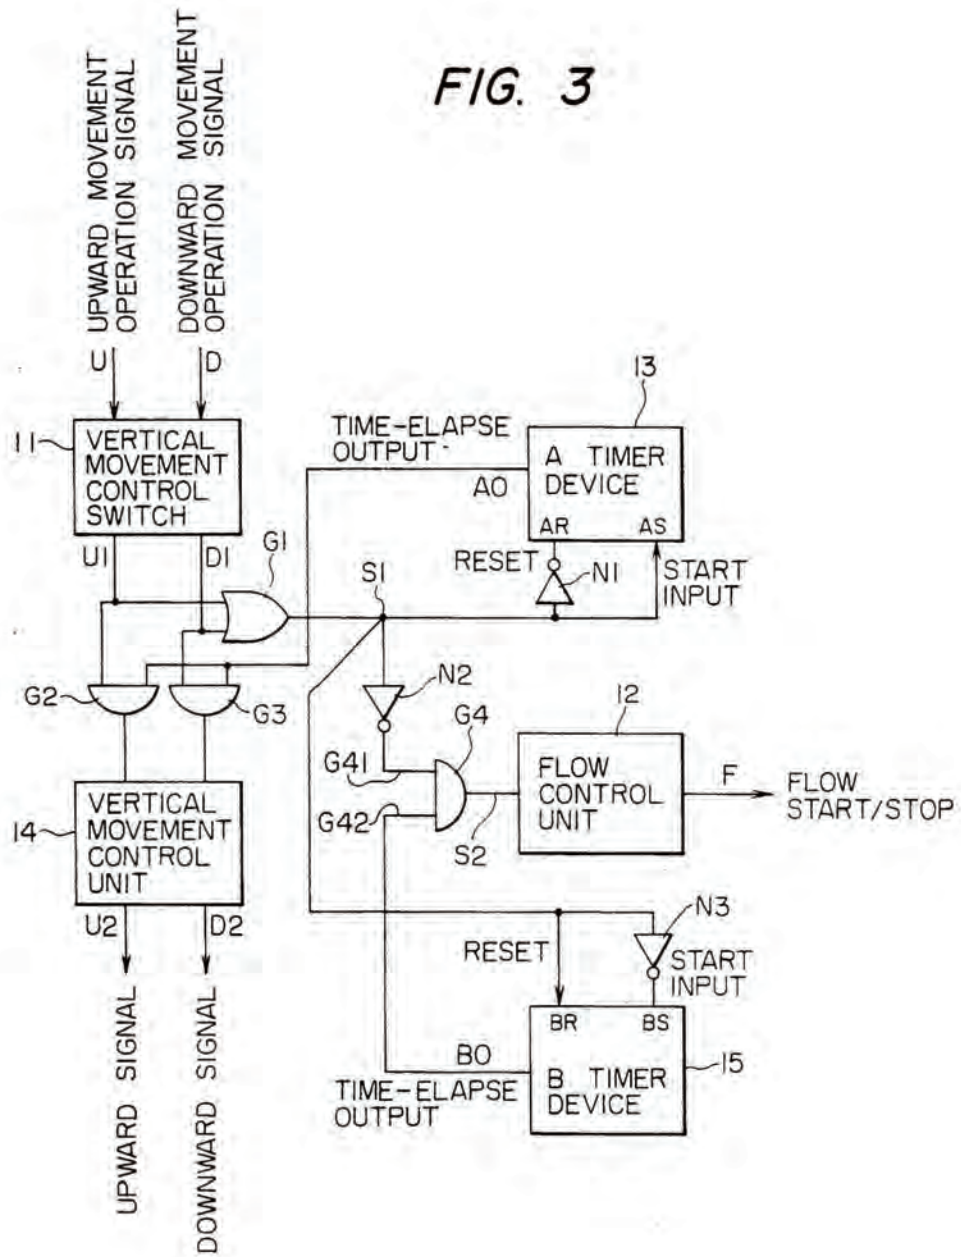 FIG. 3
UPWARD MOVEMENT
OPERATION SIGNAL
DOWNWARD MOVEMENT
OPERATION SIGNAL
U
D
11
VERTICAL
MOVEMENT
CONTROL
SWITCH
U1
D1
G1
TIME-ELAPSE
OUTPUT
AO
13
A TIMER
DEVICE
AR
AS
RESET
N1
START
INPUT
S1
G2
G3
N2
G4
G41
G42
S2
12
FLOW
CONTROL
UNIT
F
FLOW
START/STOP
14
VERTICAL
MOVEMENT
CONTROL
UNIT
U2
D2
UPWARD SIGNAL
DOWNWARD SIGNAL
RESET
N3
START
INPUT
BR
BS
BO
TIME-ELAPSE
OUTPUT
B TIMER
DEVICE
15